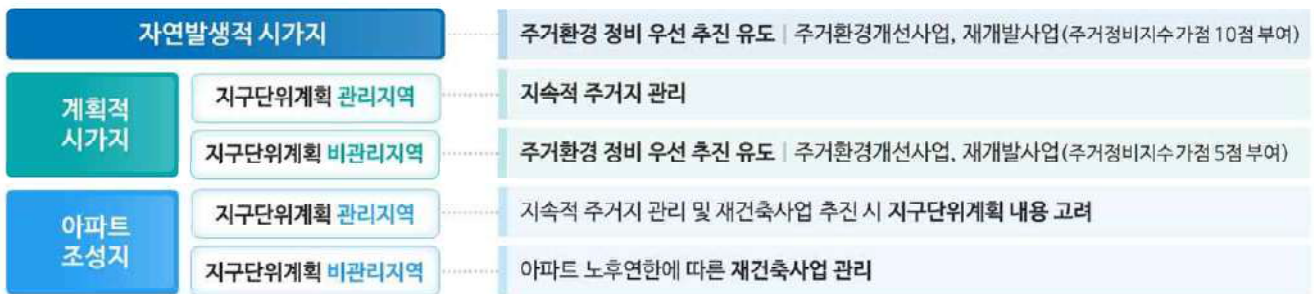 자연발생적 시가지
주거환경 정비 우선 추진 유도 | 주거환경개선사업, 재개발사업(주거정비지수 가점 10점 부여)
계획적
시가지
지구단위계획 관리지역
지속적 주거지 관리
지구단위계획 비관리지역
주거환경 정비 우선 추진 유도 | 주거환경개선사업, 재개발사업(주거정비지수 가점 5점 부여)
아파트
조성지
지구단위계획 관리지역
지속적 주거지 관리 및 재건축사업 추진 시 지구단위계획 내용 고려
지구단위계획 비관리지역
아파트 노후연한에 따른 재건축사업 관리